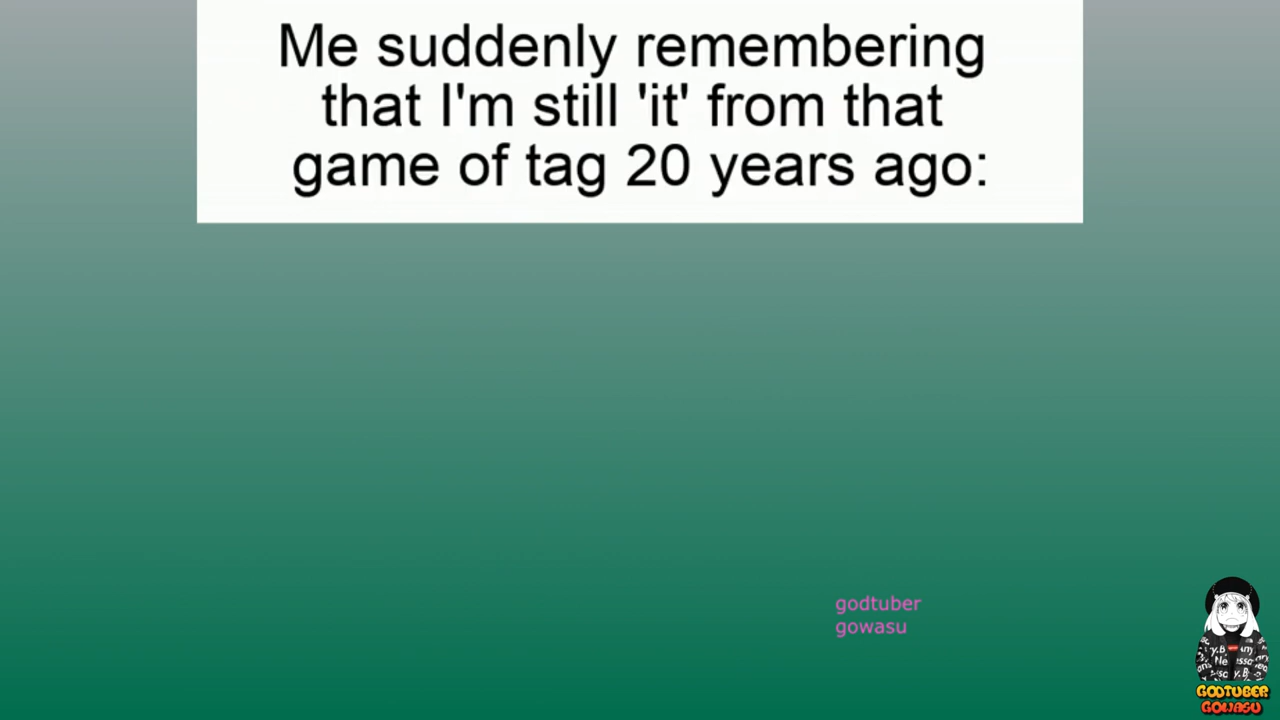 Me suddenly remembering
that I'm still 'it' from that
game of tag 20 years ago:
godtuber
gowasu
GODTUBER
GOWASU